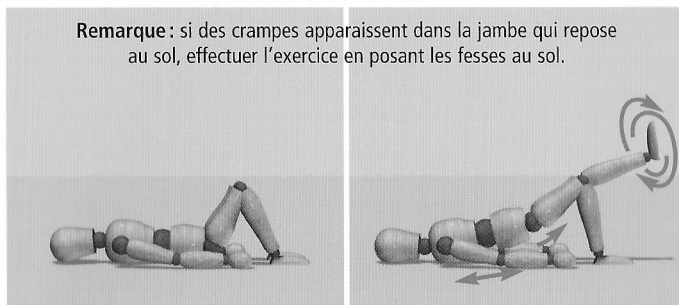 Remarque : si des crampes apparaissent dans la jambe qui repose
au sol, effectuer l’exercice en posant les fesses au sol.